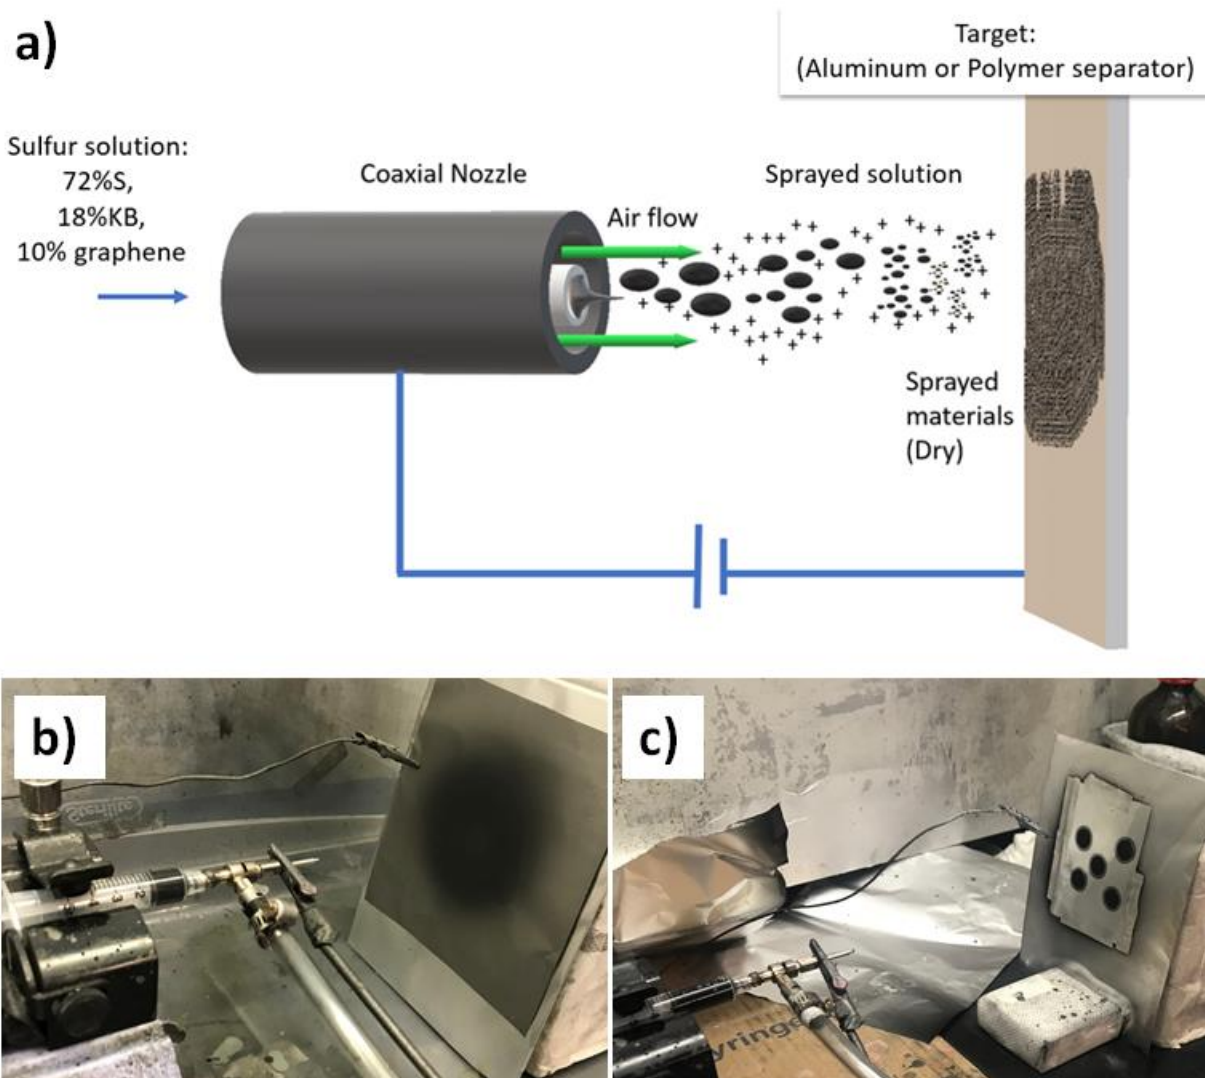 a)
Target:
(Aluminum or Polymer separator)
Sulfur solution:
72%S,
18%KB,
10% graphene
Coaxial Nozzle
Air flow
Sprayed solution
Sprayed
materials
(Dry)
b)
c)
yringe